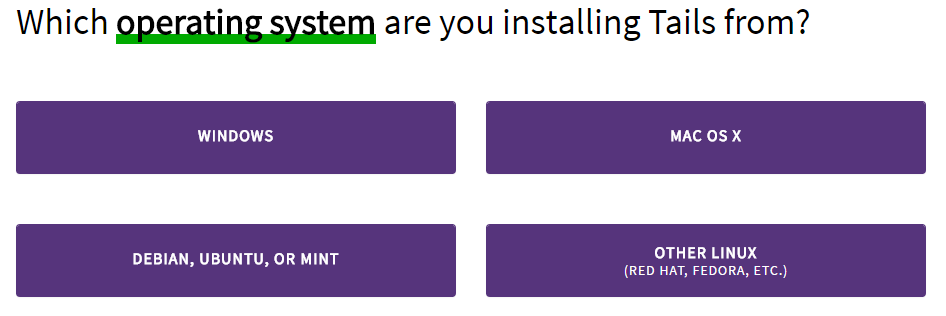 Which operating system are you installing Tails from?
WINDOWS
MAC OS X
DEBIAN, UBUNTU, OR MINT
OTHER LINUX
(RED HAT, FEDORA, ETC.)